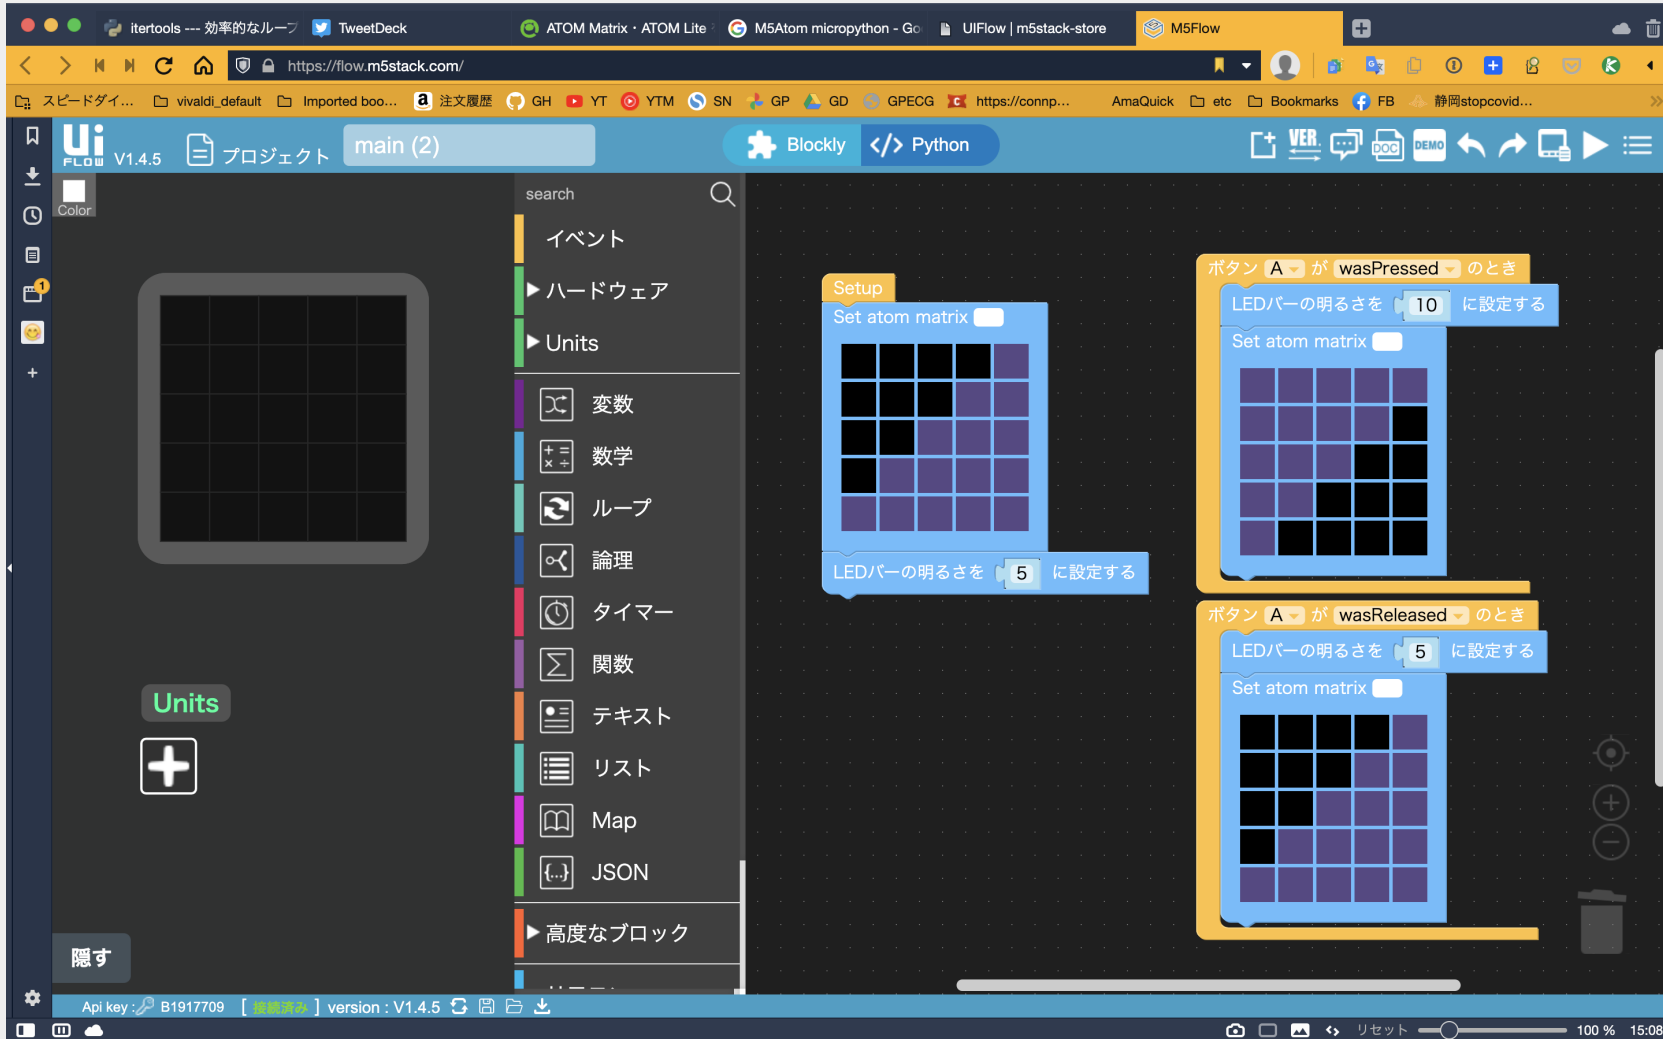 itertools --- 効率的なループ
TweetDeck
ATOM Matrix・ATOM Lite
M5Atom micropython - Go
UIFlow | m5stack-store
M5Flow
https://flow.m5stack.com/
スピードダイ...
vivaldi_default
Imported boo...
注文履歴
GH
YT
YTM
SN
GP
GD
GPECG
https://connp...
AmaQuick
etc
Bookmarks
FB
静岡stopcovid...
Ui
FLOW
V1.4.5
プロジェクト
main (2)
Blockly
</> Python
VER.
DOC
DEMO
Color
search
イベント
ハードウェア
Units
変数
数学
ループ
論理
タイマー
関数
テキスト
リスト
Map
JSON
高度なブロック
Units
隠す
Setup
Set atom matrix
LEDバーの明るさを 5 に設定する
ボタン A が wasPressed のとき
LEDバーの明るさを 10 に設定する
Set atom matrix
ボタン A が wasReleased のとき
LEDバーの明るさを 5 に設定する
Set atom matrix
1
Api key : B1917709 [ 接続済み ] version : V1.4.5
リセット
100 %
15:08